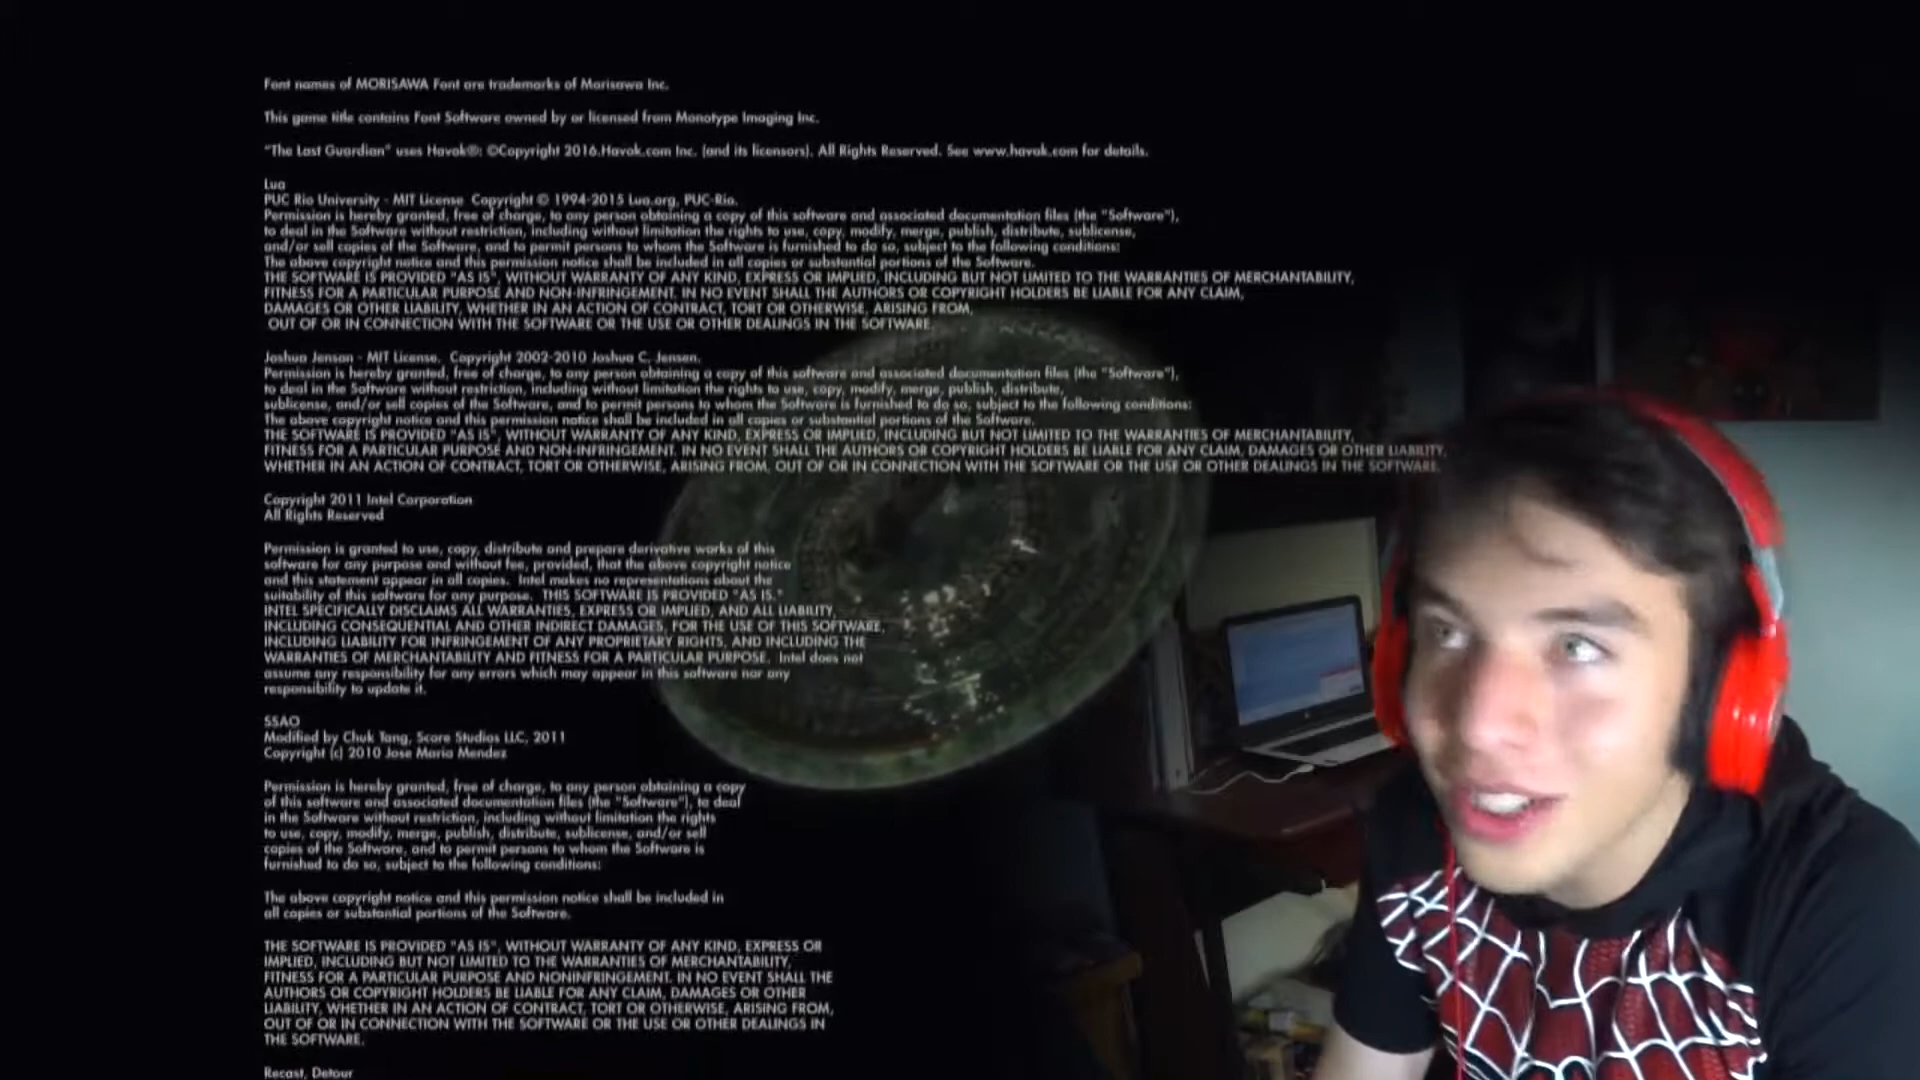 Font names of MORISAWA Font are trademarks of Morisawa Inc.
This game title contains Font Software owned by or licensed from Monotype Imaging Inc.
"The Last Guardian" uses Havok®: ©Copyright 2016.Havok.com Inc. (and its licensors). All Rights Reserved. See www.havok.com for details.
Lua
PUC Rio University - MIT License  Copyright © 1994-2015 Lua.org, PUC-Rio.
Permission is hereby granted, free of charge, to any person obtaining a copy of this software and associated documentation files (the "Software"),
to deal in the Software without restriction, including without limitation the rights to use, copy, modify, merge, publish, distribute, sublicense,
and/or sell copies of the Software, and to permit persons to whom the Software is furnished to do so, subject to the following conditions:
The above copyright notice and this permission notice shall be included in all copies or substantial portions of the Software.
THE SOFTWARE IS PROVIDED "AS IS", WITHOUT WARRANTY OF ANY KIND, EXPRESS OR IMPLIED, INCLUDING BUT NOT LIMITED TO THE WARRANTIES OF MERCHANTABILITY,
FITNESS FOR A PARTICULAR PURPOSE AND NON-INFRINGEMENT. IN NO EVENT SHALL THE AUTHORS OR COPYRIGHT HOLDERS BE LIABLE FOR ANY CLAIM,
DAMAGES OR OTHER LIABILITY, WHETHER IN AN ACTION OF CONTRACT, TORT OR OTHERWISE, ARISING FROM,
OUT OF OR IN CONNECTION WITH THE SOFTWARE OR THE USE OR OTHER DEALINGS IN THE SOFTWARE.
Joshua Jensen - MIT License.  Copyright 2002-2010 Joshua C. Jensen.
Permission is hereby granted, free of charge, to any person obtaining a copy of this software and associated documentation files (the "Software"),
to deal in the Software without restriction, including without limitation the rights to use, copy, modify, merge, publish, distribute,
sublicense, and/or sell copies of the Software, and to permit persons to whom the Software is furnished to do so, subject to the following conditions:
The above copyright notice and this permission notice shall be included in all copies or substantial portions of the Software.
THE SOFTWARE IS PROVIDED "AS IS", WITHOUT WARRANTY OF ANY KIND, EXPRESS OR IMPLIED, INCLUDING BUT NOT LIMITED TO THE WARRANTIES OF MERCHANTABILITY,
FITNESS FOR A PARTICULAR PURPOSE AND NON-INFRINGEMENT. IN NO EVENT SHALL THE AUTHORS OR COPYRIGHT HOLDERS BE LIABLE FOR ANY CLAIM, DAMAGES OR OTHER LIABILITY,
WHETHER IN AN ACTION OF CONTRACT, TORT OR OTHERWISE, ARISING FROM, OUT OF OR IN CONNECTION WITH THE SOFTWARE OR THE USE OR OTHER DEALINGS IN THE SOFTWARE.
Copyright 2011 Intel Corporation
All Rights Reserved
Permission is granted to use, copy, distribute and prepare derivative works of this
software for any purpose and without fee, provided, that the above copyright notice
and this statement appear in all copies.  Intel makes no representations about the
suitability of this software for any purpose.  THIS SOFTWARE IS PROVIDED "AS IS."
INTEL SPECIFICALLY DISCLAIMS ALL WARRANTIES, EXPRESS OR IMPLIED, AND ALL LIABILITY,
INCLUDING CONSEQUENTIAL AND OTHER INDIRECT DAMAGES, FOR THE USE OF THIS SOFTWARE,
INCLUDING LIABILITY FOR INFRINGEMENT OF ANY PROPRIETARY RIGHTS, AND INCLUDING THE
WARRANTIES OF MERCHANTABILITY AND FITNESS FOR A PARTICULAR PURPOSE.  Intel does not
assume any responsibility for any errors which may appear in this software nor any
responsibility to update it.
SSAO
Modified by Chuk Tang, Score Studios LLC, 2011
Copyright (c) 2010 Jose Maria Mendez
Permission is hereby granted, free of charge, to any person obtaining a copy
of this software and associated documentation files (the "Software"), to deal
in the Software without restriction, including without limitation the rights
to use, copy, modify, merge, publish, distribute, sublicense, and/or sell
copies of the Software, and to permit persons to whom the Software is
furnished to do so, subject to the following conditions:
The above copyright notice and this permission notice shall be included in
all copies or substantial portions of the Software.
THE SOFTWARE IS PROVIDED "AS IS", WITHOUT WARRANTY OF ANY KIND, EXPRESS OR
IMPLIED, INCLUDING BUT NOT LIMITED TO THE WARRANTIES OF MERCHANTABILITY,
FITNESS FOR A PARTICULAR PURPOSE AND NONINFRINGEMENT. IN NO EVENT SHALL THE
AUTHORS OR COPYRIGHT HOLDERS BE LIABLE FOR ANY CLAIM, DAMAGES OR OTHER
LIABILITY, WHETHER IN AN ACTION OF CONTRACT, TORT OR OTHERWISE, ARISING FROM,
OUT OF OR IN CONNECTION WITH THE SOFTWARE OR THE USE OR OTHER DEALINGS IN
THE SOFTWARE.
Recast, Detour